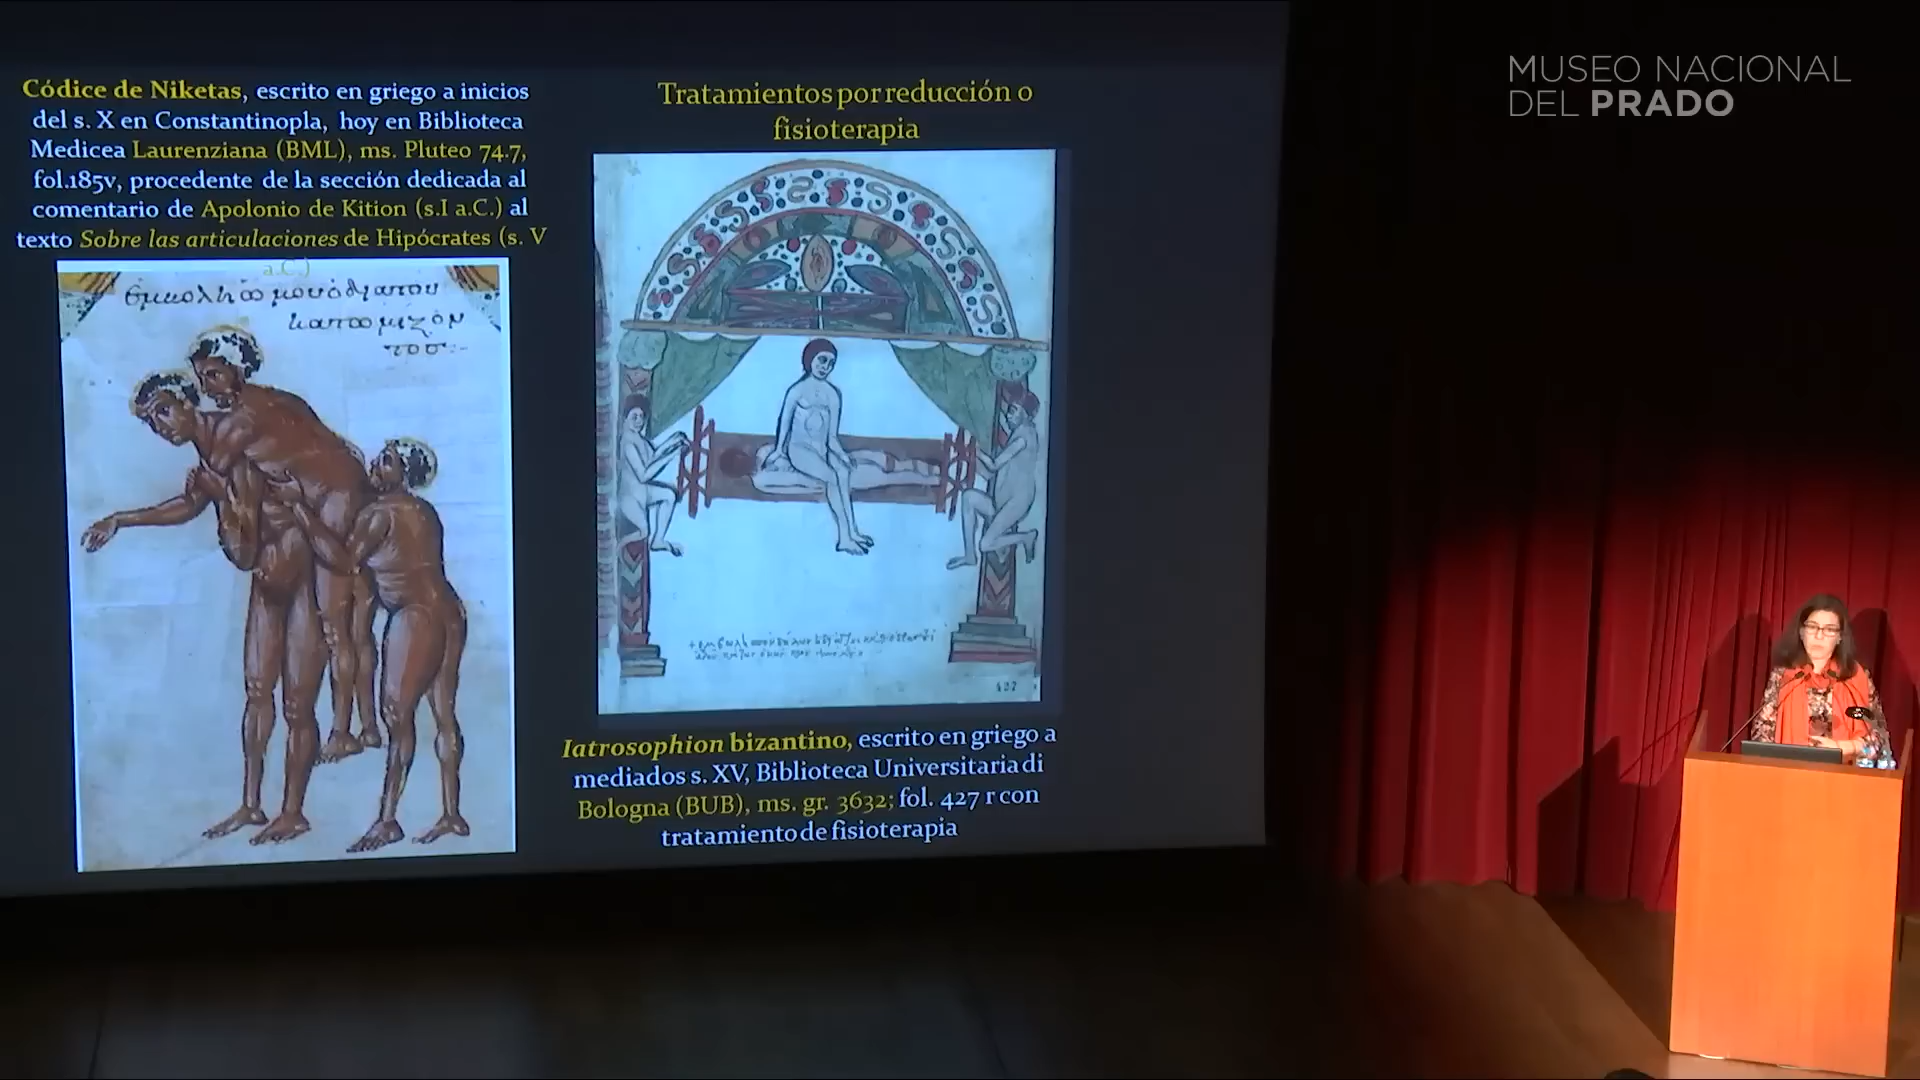 Códice de Niketas, escrito en griego a inicios
del s. X en Constantinopla, hoy en Biblioteca
Medicea Laurenziana (BML), ms. Pluteo 74.7,
fol.185v, procedente de la sección dedicada al
comentario de Apolonio de Kition (s.I a.C.) al
texto Sobre las articulaciones de Hipócrates (s. V
a.C.)
Tratamientos por reducción o
fisioterapia
427
Iatrosophion bizantino, escrito en griego a
mediados s. XV, Biblioteca Universitaria di
Bologna (BUB), ms. gr. 3632; fol. 427 r con
tratamiento de fisioterapia
MUSEO NACIONAL
DEL PRADO